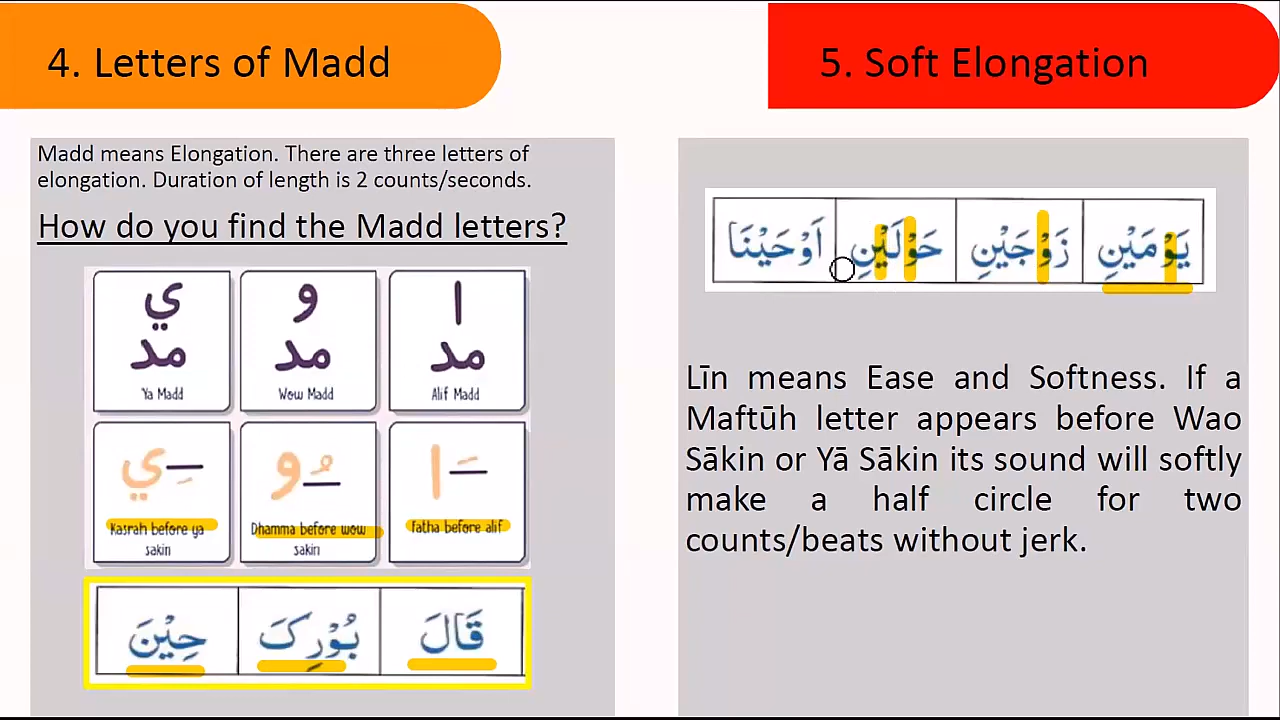 4. Letters of Madd
Madd means Elongation. There are three letters of
elongation. Duration of length is 2 counts/seconds.
How do you find the Madd letters?
ا و ي
مد مد مد
Alif Madd Wow Madd Ya Madd
ـَا ـُو ـِي
fatha before alif Dhamma before wow Kasrah before ya
sakin sakin
قَالَ بُوْرِکَ حِيْنَ
5. Soft Elongation
يَوْمَيْنِ زَوْجَيْنِ حَوْلَيْنِ اَوْحَيْنَا
Līn means Ease and Softness. If a
Maftūh letter appears before Wao
Sākin or Yā Sākin its sound will softly
make a half circle for two
counts/beats without jerk.